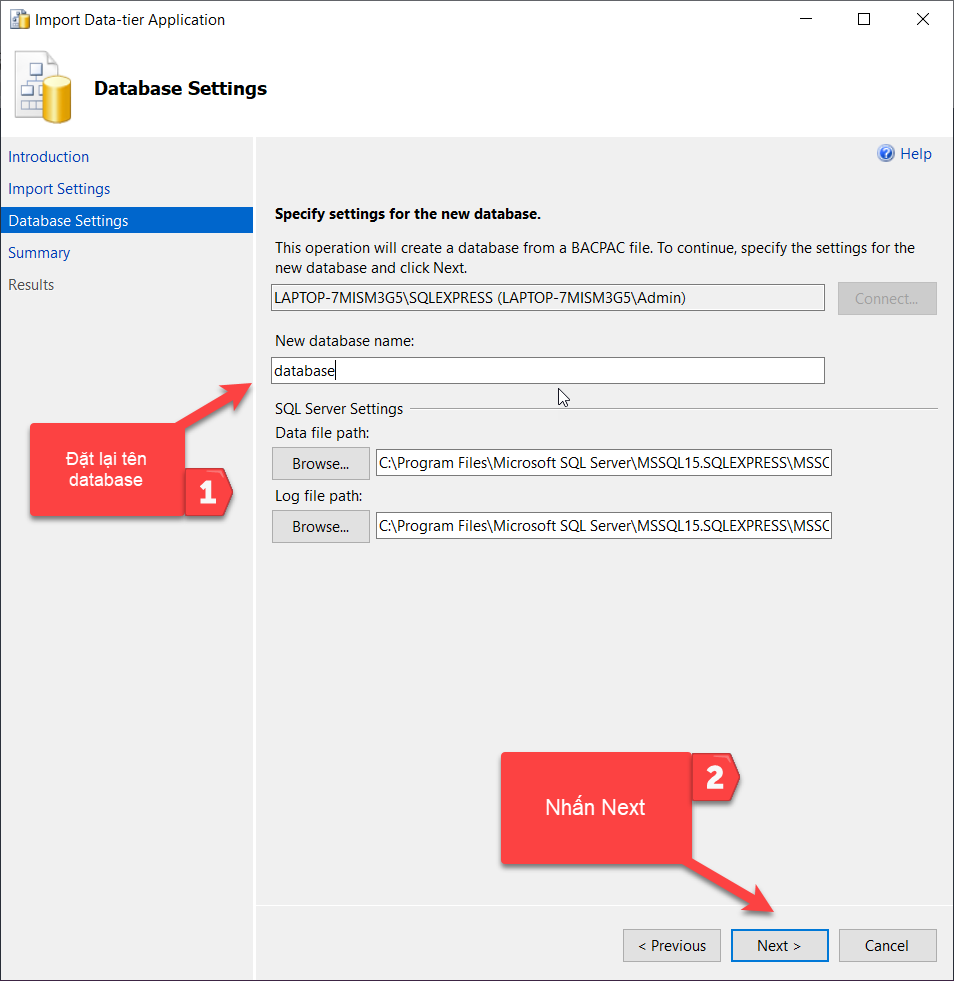 Import Data-tier Application
Database Settings
Introduction
Import Settings
Database Settings
Summary
Results
Help
Specify settings for the new database.
This operation will create a database from a BACPAC file. To continue, specify the settings for the
new database and click Next.
LAPTOP-7MISM3G5\SQLEXPRESS (LAPTOP-7MISM3G5\Admin)
Connect...
New database name:
database
SQL Server Settings
Data file path:
Browse...
C:\Program Files\Microsoft SQL Server\MSSQL15.SQLEXPRESS\MSSC
Log file path:
Browse...
C:\Program Files\Microsoft SQL Server\MSSQL15.SQLEXPRESS\MSSC
Đặt lại tên
database
1
Nhấn Next
2
< Previous
Next >
Cancel